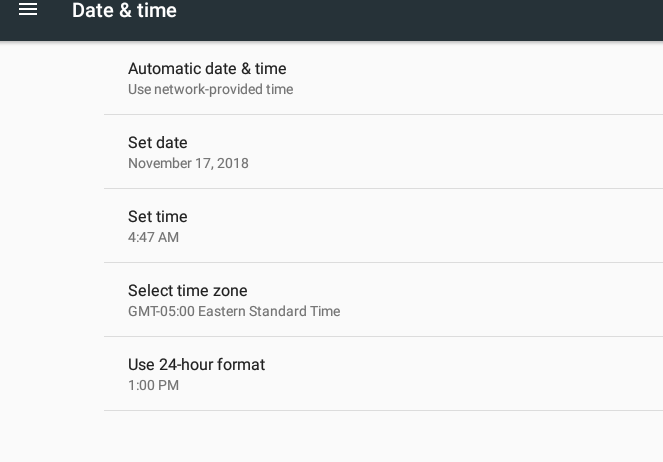 Date & time
Automatic date & time
Use network-provided time
Set date
November 17, 2018
Set time
4:47 AM
Select time zone
GMT-05:00 Eastern Standard Time
Use 24-hour format
1:00 PM